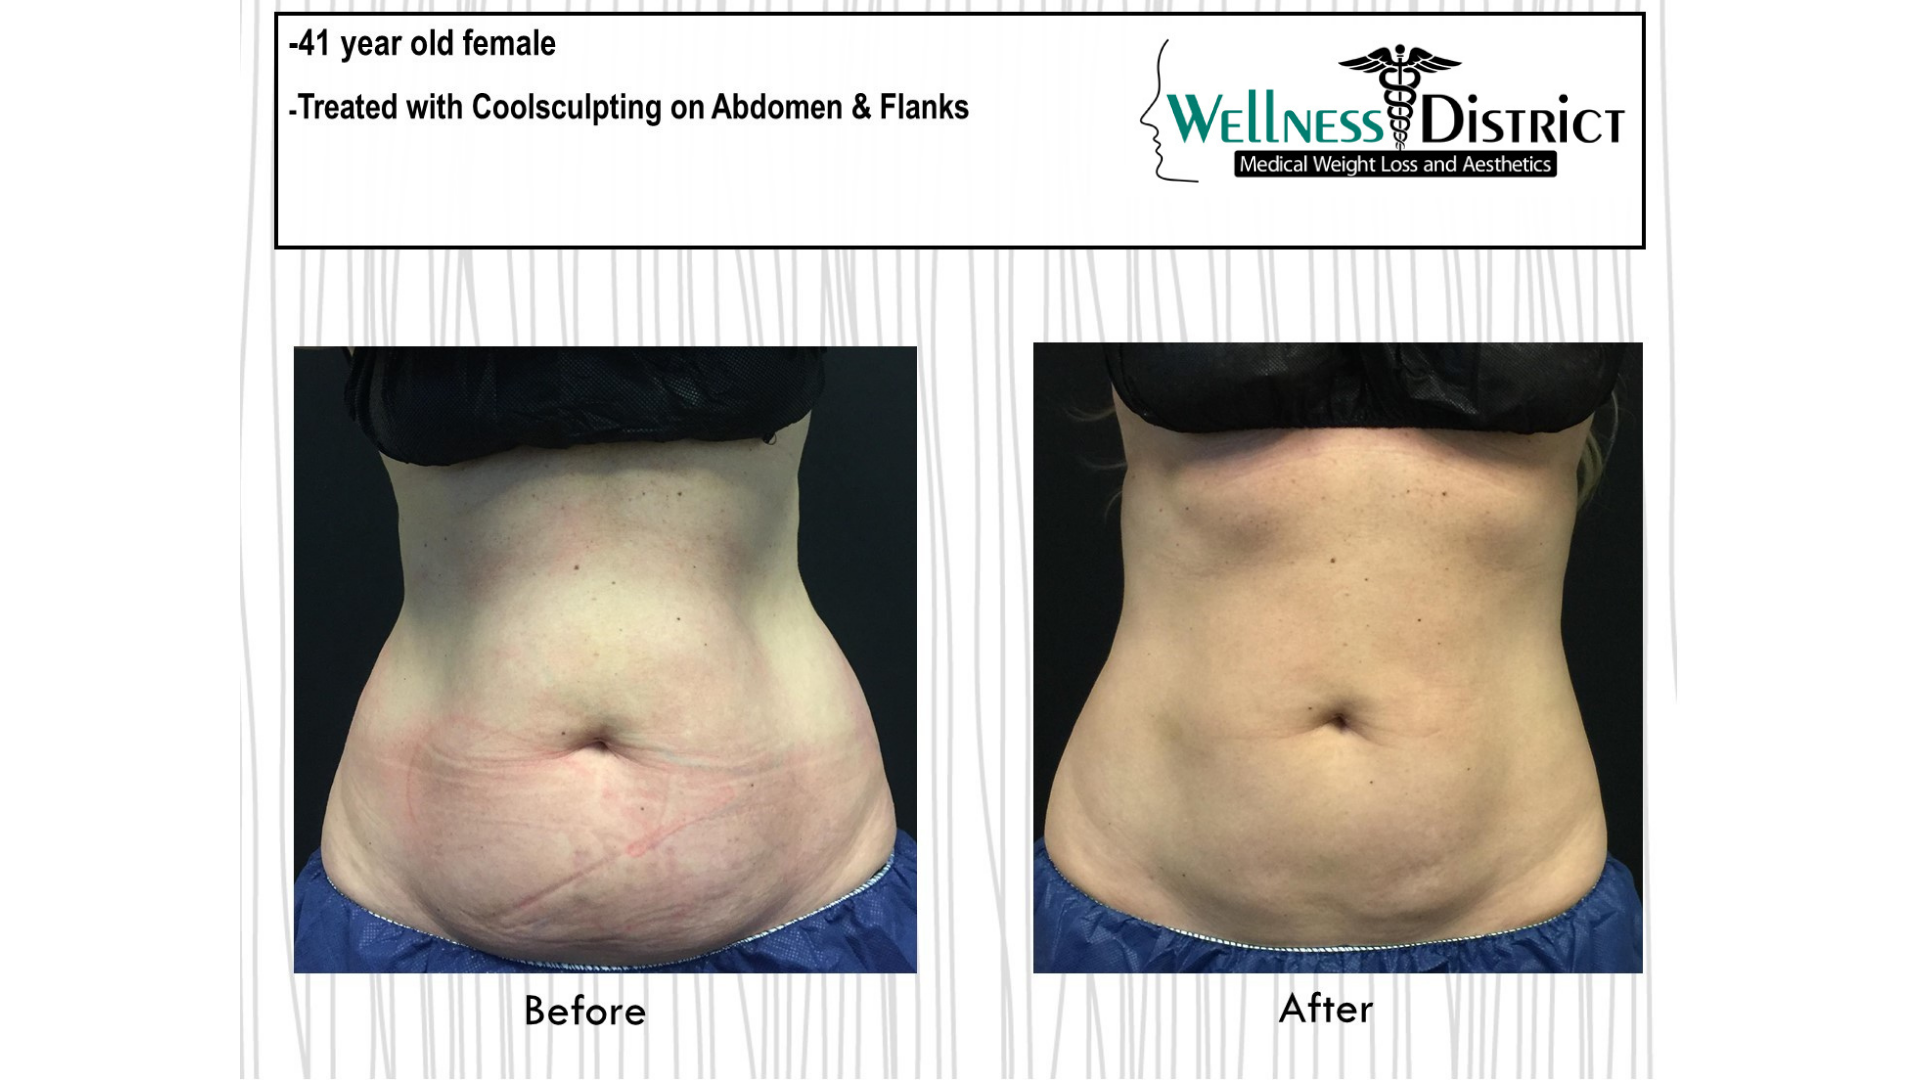 -41 year old female
-Treated with Coolsculpting on Abdomen & Flanks
Wellness District
Medical Weight Loss and Aesthetics
Before
After